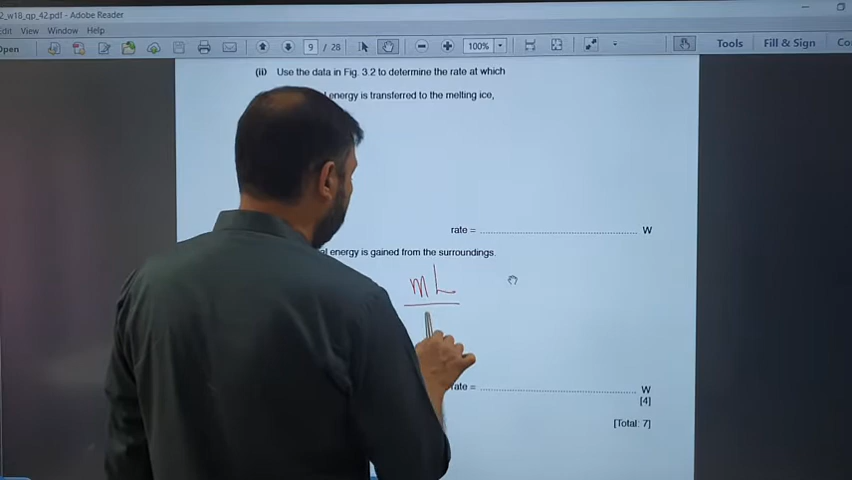 2_w18_qp_42.pdf - Adobe Reader
Edit View Window Help
Open 9 / 28 100% Tools Fill & Sign
(ii) Use the data in Fig. 3.2 to determine the rate at which
energy is transferred to the melting ice,
rate = ........................................ W
energy is gained from the surroundings.
mL
rate = ........................................ W
[4]
[Total: 7]